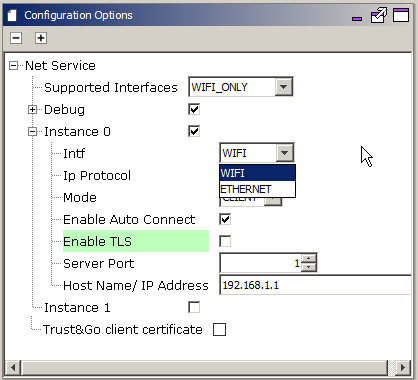 Configuration Options
Net Service
Supported Interfaces WIFI_ONLY
Debug
Instance 0
Intf WIFI
Ip Protocol WIFI
ETHERNET
Mode
Enable Auto Connect
Enable TLS
Server Port 1
Host Name/ IP Address 192.168.1.1
Instance 1
Trust&Go client certificate